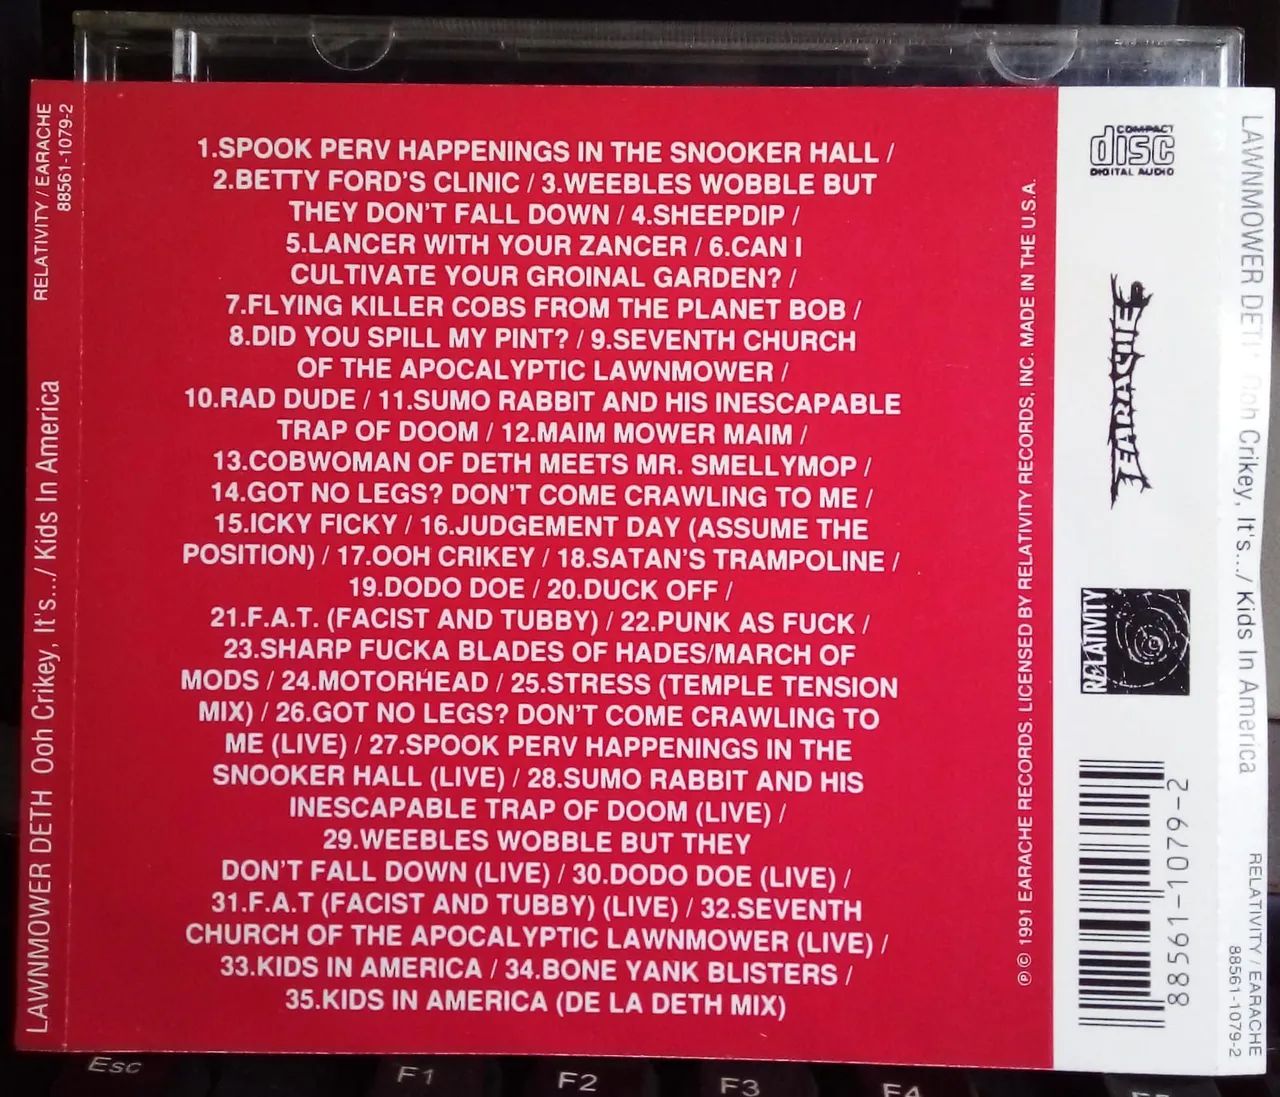 RELATIVITY / EARACHE
88561-1079-2
LAWNMOWER DETH Ooh Crikey, It's.../ Kids In America
1.SPOOK PERV HAPPENINGS IN THE SNOOKER HALL /
2.BETTY FORD'S CLINIC / 3.WEEBLES WOBBLE BUT
THEY DON'T FALL DOWN / 4.SHEEPDIP /
5.LANCER WITH YOUR ZANCER / 6.CAN I
CULTIVATE YOUR GROINAL GARDEN? /
7.FLYING KILLER COBS FROM THE PLANET BOB /
8.DID YOU SPILL MY PINT? / 9.SEVENTH CHURCH
OF THE APOCALYPTIC LAWNMOWER /
10.RAD DUDE / 11.SUMO RABBIT AND HIS INESCAPABLE
TRAP OF DOOM / 12.MAIM MOWER MAIM /
13.COBWOMAN OF DETH MEETS MR. SMELLYMOP /
14.GOT NO LEGS? DON'T COME CRAWLING TO ME /
15.ICKY FICKY / 16.JUDGEMENT DAY (ASSUME THE
POSITION) / 17.OOH CRIKEY / 18.SATAN'S TRAMPOLINE /
19.DODO DOE / 20.DUCK OFF /
21.F.A.T. (FACIST AND TUBBY) / 22.PUNK AS FUCK /
23.SHARP FUCKA BLADES OF HADES/MARCH OF
MODS / 24.MOTORHEAD / 25.STRESS (TEMPLE TENSION
MIX) / 26.GOT NO LEGS? DON'T COME CRAWLING TO
ME (LIVE) / 27.SPOOK PERV HAPPENINGS IN THE
SNOOKER HALL (LIVE) / 28.SUMO RABBIT AND HIS
INESCAPABLE TRAP OF DOOM (LIVE) /
29.WEEBLES WOBBLE BUT THEY
DON'T FALL DOWN (LIVE) / 30.DODO DOE (LIVE) /
31.F.A.T (FACIST AND TUBBY) (LIVE) / 32.SEVENTH
CHURCH OF THE APOCALYPTIC LAWNMOWER (LIVE) /
33.KIDS IN AMERICA / 34.BONE YANK BLISTERS /
35.KIDS IN AMERICA (DE LA DETH MIX)
℗ © 1991 EARACHE RECORDS. LICENSED BY RELATIVITY RECORDS, INC. MADE IN THE U.S.A.
COMPACT
disc
DIGITAL AUDIO
EARACHE
RELATIVITY
88561-1079-2
LAWNMOWER DETH Ooh Crikey, It's.../ Kids In America
RELATIVITY / EARACHE
88561-1079-2
Esc
F1
F2
F3
F4